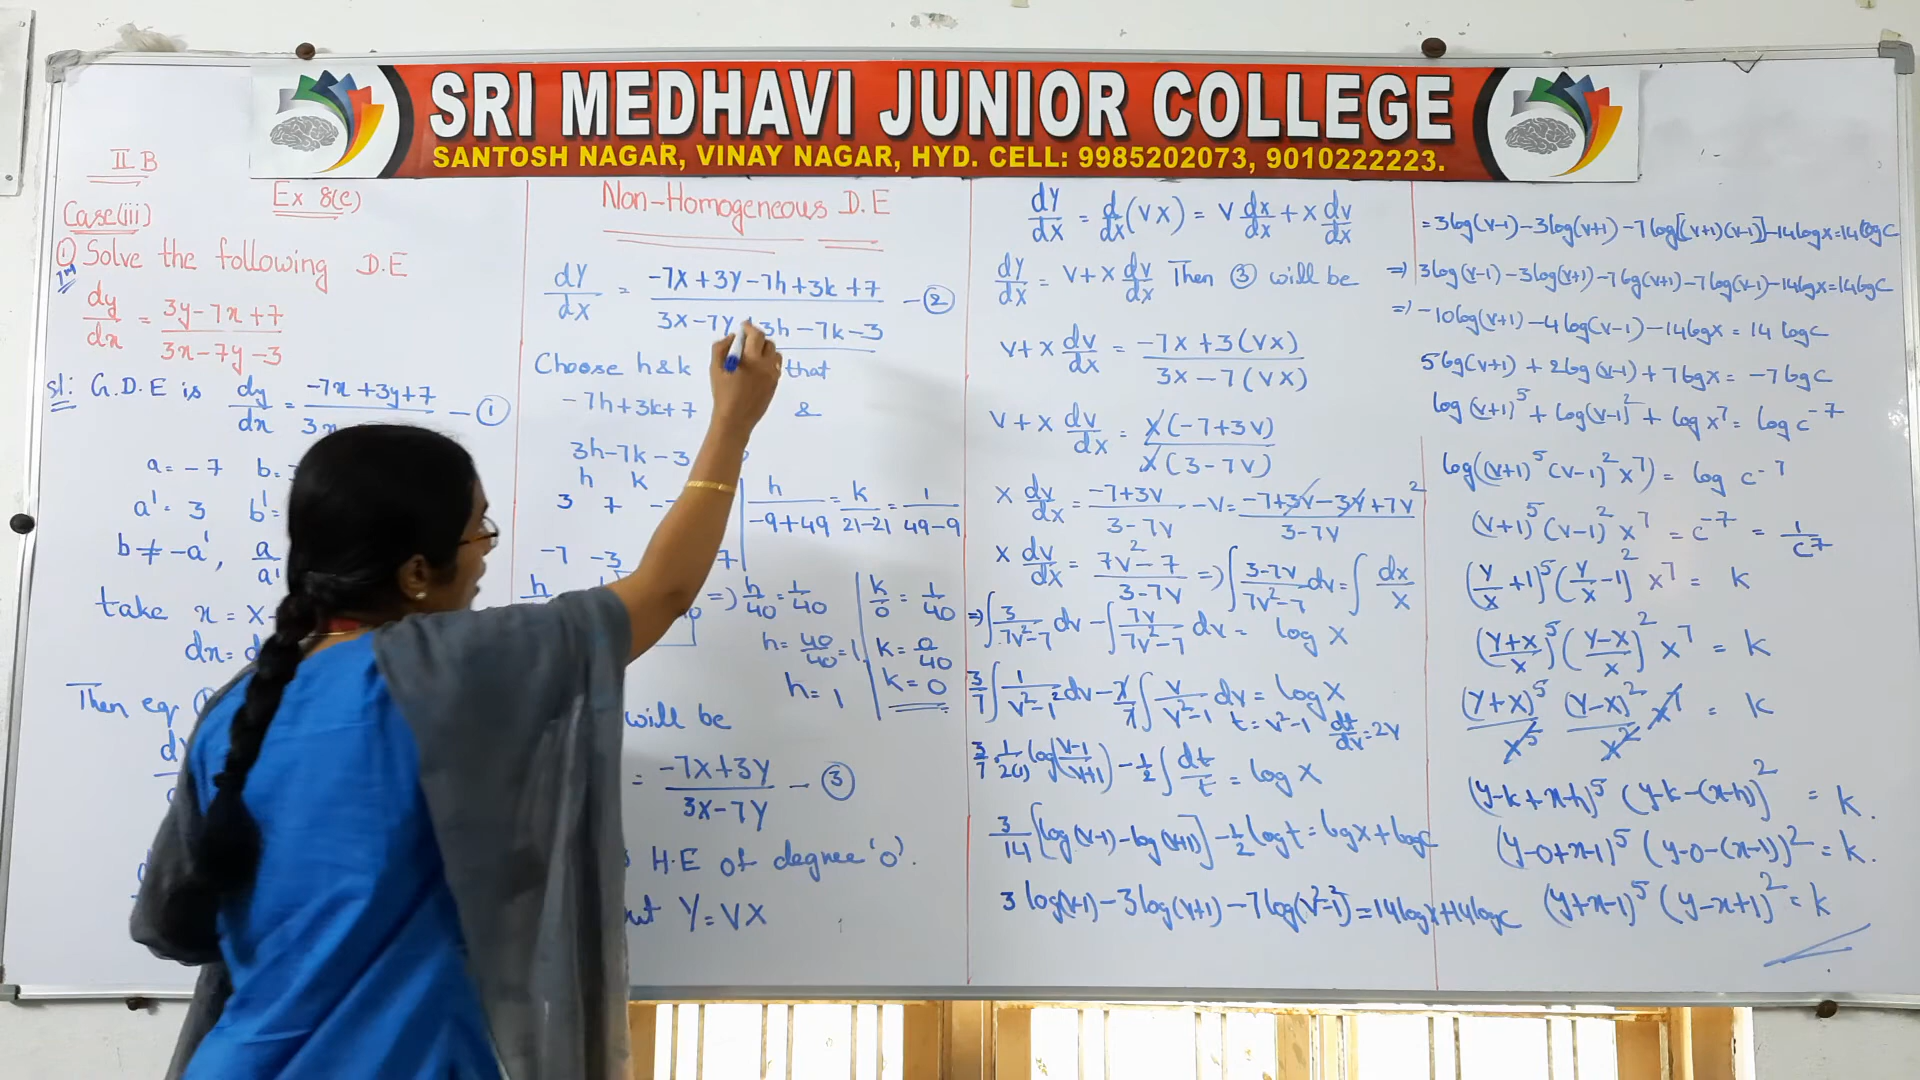 SRI MEDHAVI JUNIOR COLLEGE
SANTOSH NAGAR, VINAY NAGAR, HYD. CELL: 9985202073, 9010222223.
II B
Ex 8(e)
Case(iii)
① Solve the following D.E
dy/dx = (3y-7x+7)/(3x-7y-3)
Sol: G.D.E is dy/dx = (-7x+3y+7)/(3x — ①
a = -7 b =
a' = 3 b' =
b ≠ -a', a/a'
take x = X
dx = d
Then eq
Non-Homogeneous D.E
dY/dX = (-7X+3Y-7h+3k+7)/(3X-7Y+3h-7k-3) — ②
Choose h & k that
-7h+3k+7 &
3h-7k-3
h k
3 7 - h/(-9+49) = k/(21-21) = 1/(49-9)
-7 -3 7
h => h/40 = 1/40 k/0 = 1/40
h = 40/40 = 1 k = 0/40
h = 1 k = 0
will be
= (-7X+3Y)/(3X-7Y) — ③
H.E of degree '0'.
put Y = VX
dY/dX = d/dX (VX) = V dX/dX + X dV/dX
dY/dX = V + X dV/dX Then ③ will be
V + X dV/dX = (-7X+3(VX))/(3X-7(VX))
V + X dV/dX = X(-7+3V)/X(3-7V)
X dV/dX = (-7+3V)/(3-7V) - V = (-7+3V-3V+7V²)/(3-7V)
X dV/dX = (7V²-7)/(3-7V) => ∫(3-7V)/(7V²-7) dV = ∫dX/X
=> ∫3/(7V²-7) dV - ∫7V/(7V²-7) dV = log X
3/7 ∫1/(V²-1²) dV - 7/7 ∫V/(V²-1) dV = log X
t = V²-1 dt/dV = 2V
3/7 1/2(1) log((V-1)/(V+1)) - 1/2 ∫dt/t = log X
3/14 [log(V-1) - log(V+1)] - 1/2 log t = log X + log C
3 log(V-1) - 3 log(V+1) - 7 log(V²-1²) = 14 log X + 14 log C
= 3 log(V-1) - 3 log(V+1) - 7 log[(V+1)(V-1)] - 14 log X = 14 log C
=> 3 log(V-1) - 3 log(V+1) - 7 log(V+1) - 7 log(V-1) - 14 log X = 14 log C
=> -10 log(V+1) - 4 log(V-1) - 14 log X = 14 log C
5 log(V+1) + 2 log(V-1) + 7 log X = -7 log C
log(V+1)⁵ + log(V-1)² + log X⁷ = log C⁻⁷
log((V+1)⁵ (V-1)² X⁷) = log C⁻⁷
(V+1)⁵ (V-1)² X⁷ = C⁻⁷ = 1/C⁷
(Y/X + 1)⁵ (Y/X - 1)² X⁷ = K
((Y+X)/X)⁵ ((Y-X)/X)² X⁷ = K
(Y+X)⁵/X⁵ (Y-X)²/X² X⁷ = K
(y-k+x-h)⁵ (y-k-(x-h))² = K.
(y-0+x-1)⁵ (y-0-(x-1))² = K.
(y+x-1)⁵ (y-x+1)² = K